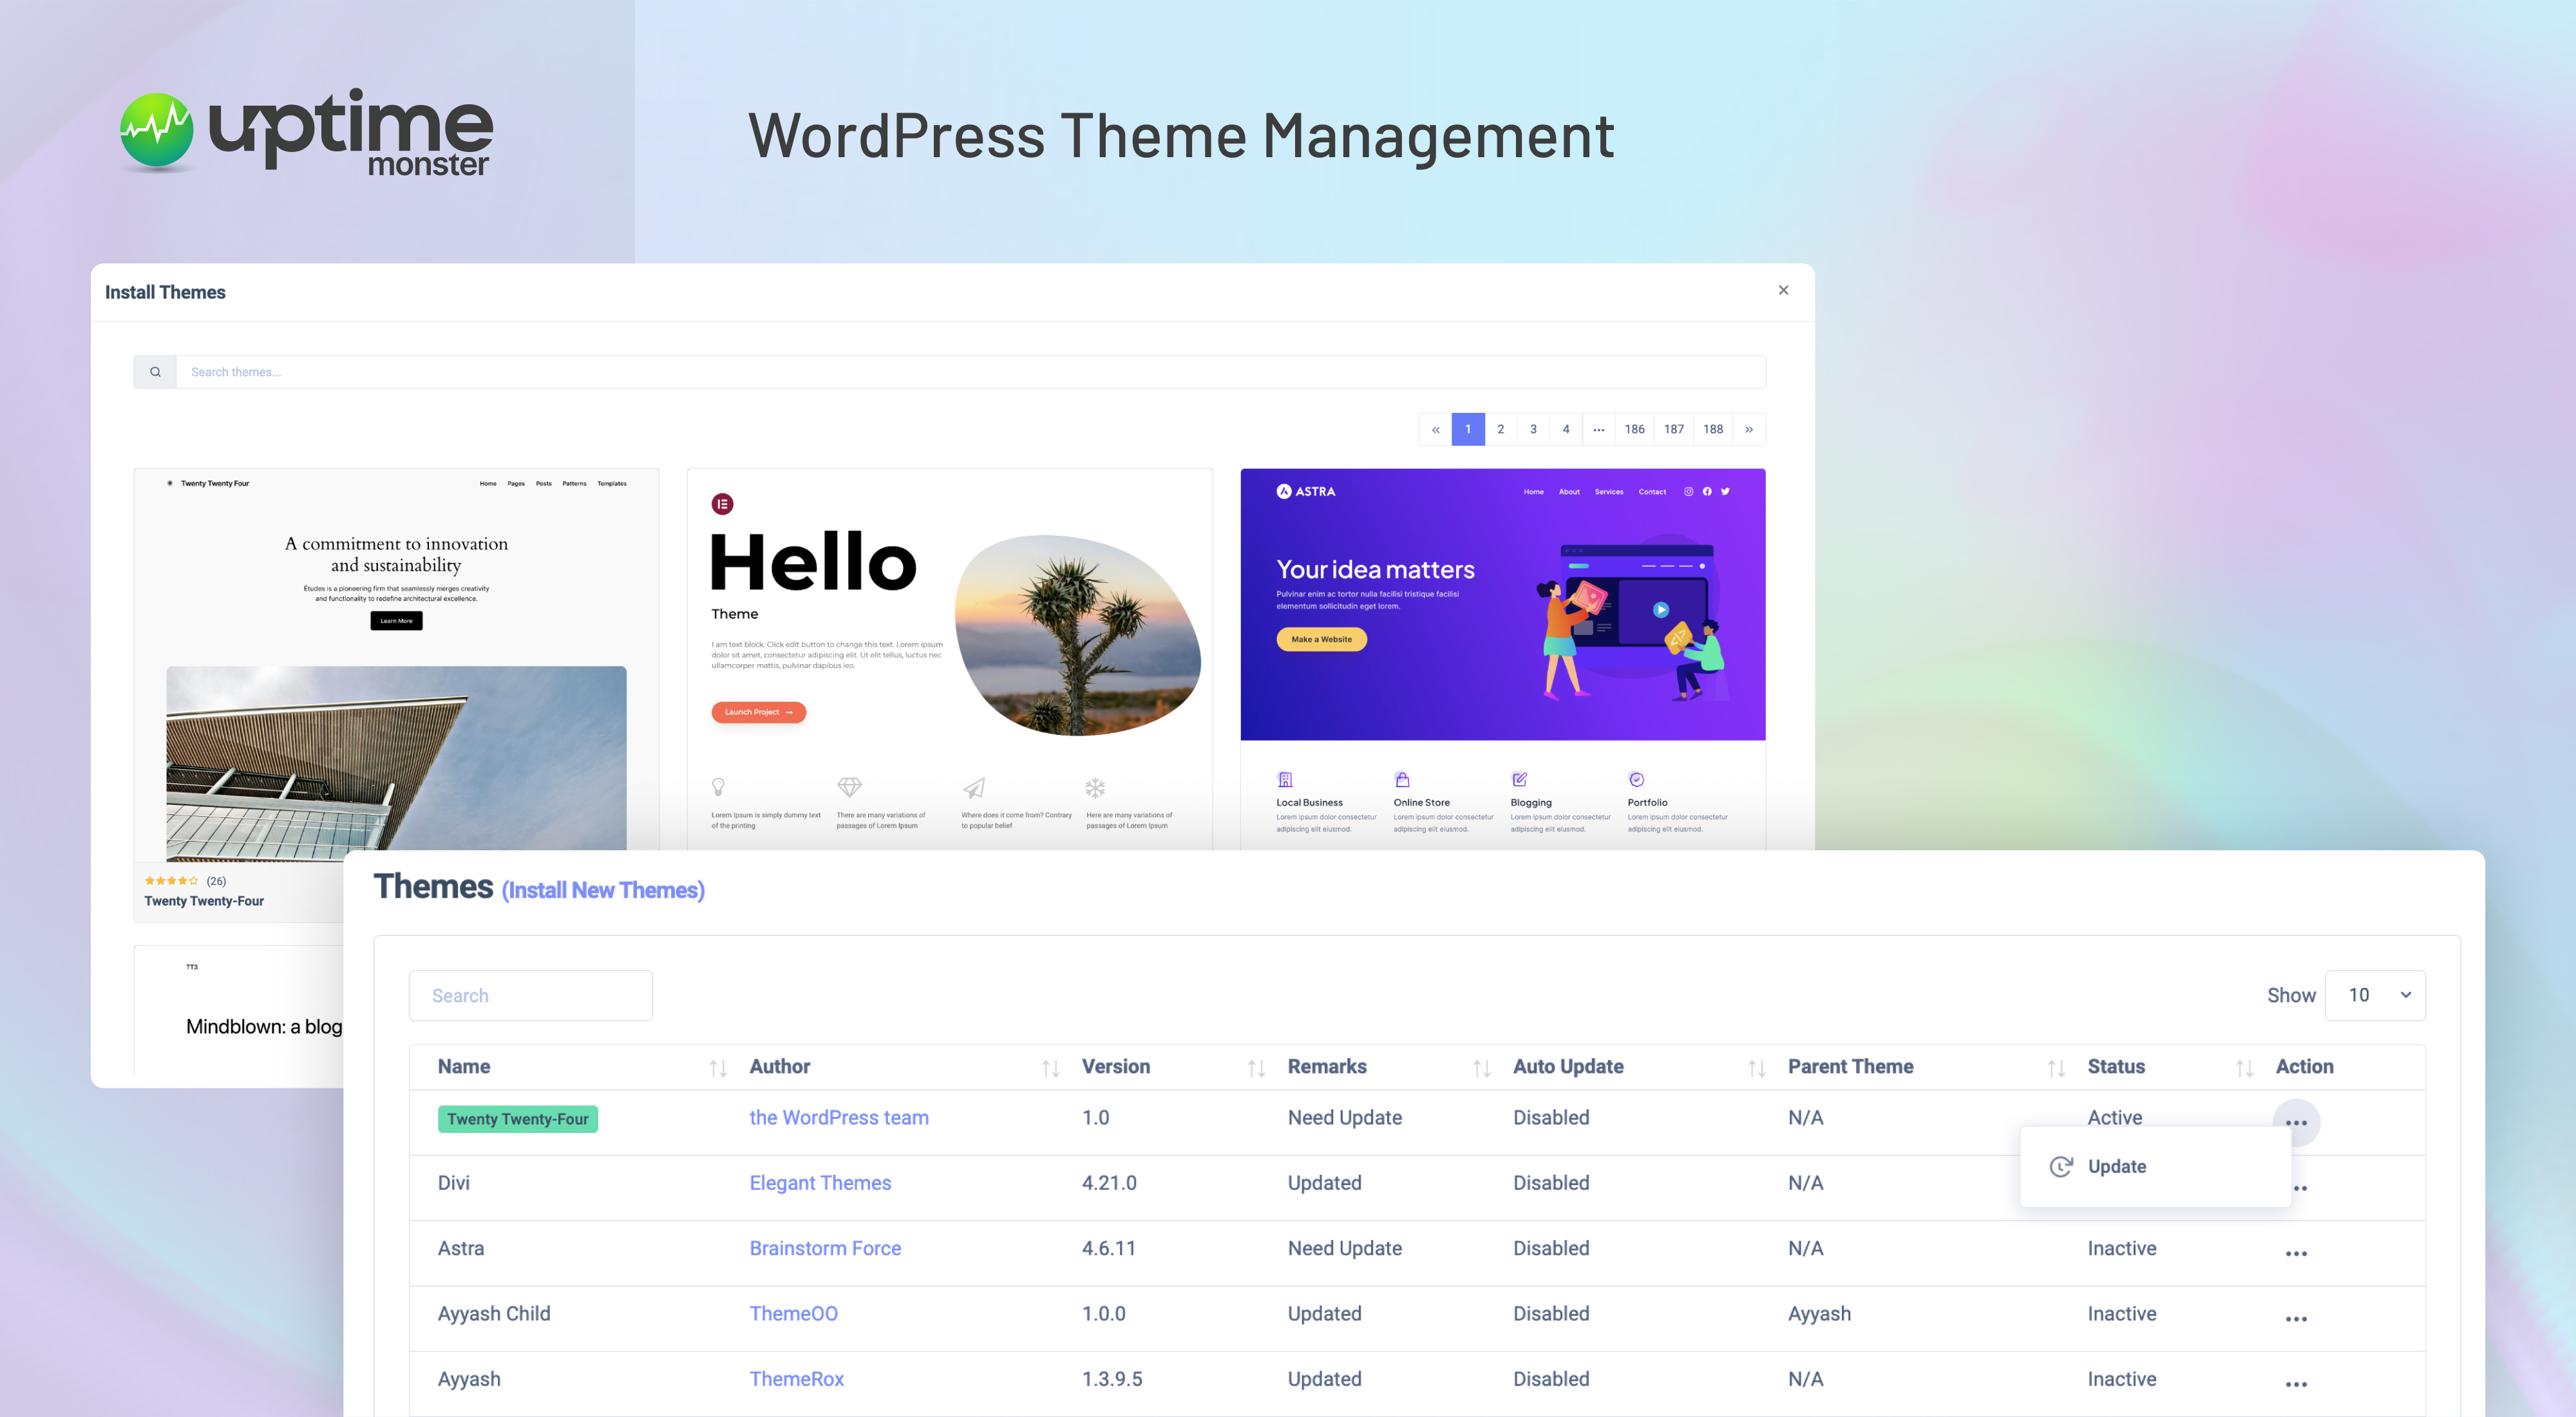 uptime
monster
WordPress Theme Management
Install Themes
Search themes...
« 1 2 3 4 ... 186 187 188 »
Twenty Twenty Four
Home Pages Posts Patterns Templates
A commitment to innovation
and sustainability
Études is a pioneering firm that seamlessly merges creativity
and functionality to redefine architectural excellence.
Learn More
(26)
Twenty Twenty-Four
Hello
Theme
I am text block. Click edit button to change this text. Lorem ipsum
dolor sit amet, consectetur adipiscing elit. Ut elit tellus, luctus nec
ullamcorper mattis, pulvinar dapibus leo.
Launch Project →
Lorem Ipsum is simply dummy text
of the printing
There are many variations of
passages of Lorem Ipsum
Where does it come from? Contrary
to popular belief
Here are many variations of
passages of Lorem Ipsum
ASTRA
Home About Services Contact
Your idea matters
Pulvinar enim ac tortor nulla facilisi tristique facilisi
elementum sollicitudin eget lorem.
Make a Website
Local Business
Lorem ipsum dolor consectetur
adipiscing elit eiusmod.
Online Store
Lorem ipsum dolor consectetur
adipiscing elit eiusmod.
Blogging
Lorem ipsum dolor consectetur
adipiscing elit eiusmod.
Portfolio
Lorem ipsum dolor consectetur
adipiscing elit eiusmod.
TT3
Mindblown: a blog
Themes (Install New Themes)
Search
Show 10
Name Author Version Remarks Auto Update Parent Theme Status Action
Twenty Twenty-Four the WordPress team 1.0 Need Update Disabled N/A Active
Update
Divi Elegant Themes 4.21.0 Updated Disabled N/A
Astra Brainstorm Force 4.6.11 Need Update Disabled N/A Inactive
Ayyash Child ThemeOO 1.0.0 Updated Disabled Ayyash Inactive
Ayyash ThemeRox 1.3.9.5 Updated Disabled N/A Inactive